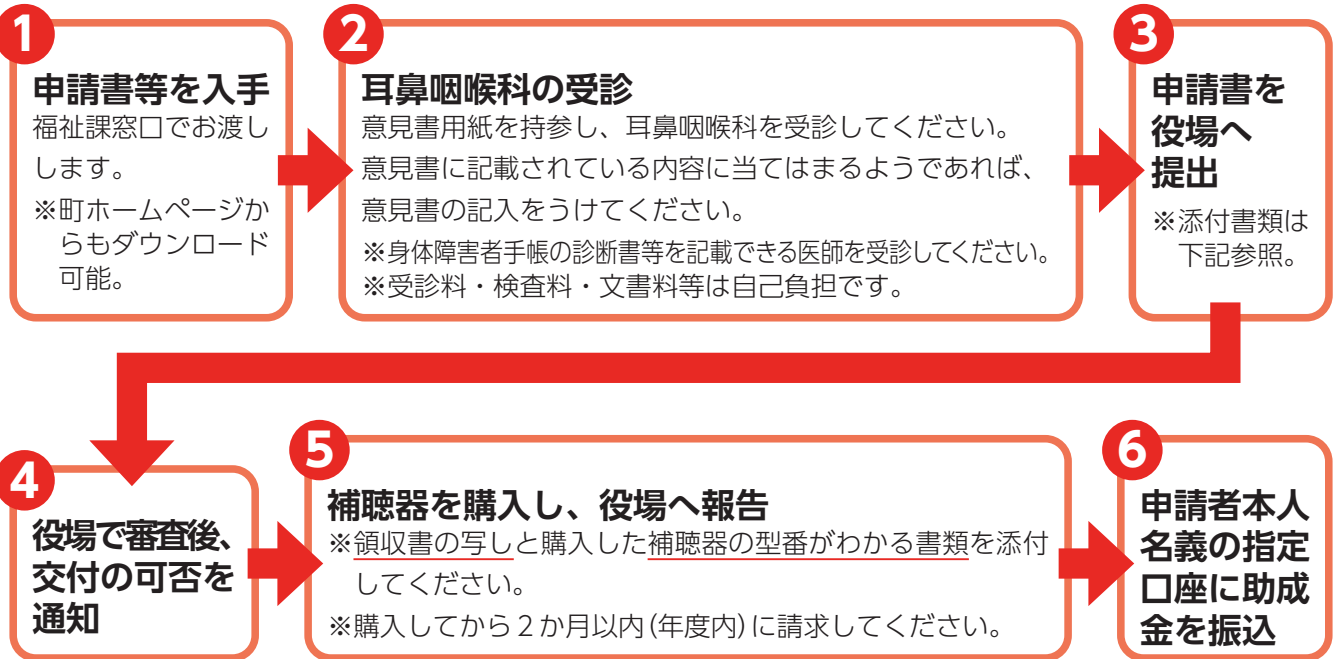 1
申請書等を入手
福祉課窓口でお渡し
します。
※町ホームページか
らもダウンロード
可能。
2
耳鼻咽喉科の受診
意見書用紙を持参し、耳鼻咽喉科を受診してください。
意見書に記載されている内容に当てはまるようであれば、
意見書の記入をうけてください。
※身体障害者手帳の診断書等を記載できる医師を受診してください。
※受診料・検査料・文書料等は自己負担です。
3
申請書を
役場へ
提出
※添付書類は
下記参照。
4
役場で審査後、
交付の可否を
通知
5
補聴器を購入し、役場へ報告
※領収書の写しと購入した補聴器の型番がわかる書類を添付
してください。
※購入してから2か月以内(年度内)に請求してください。
6
申請者本人
名義の指定
口座に助成
金を振込